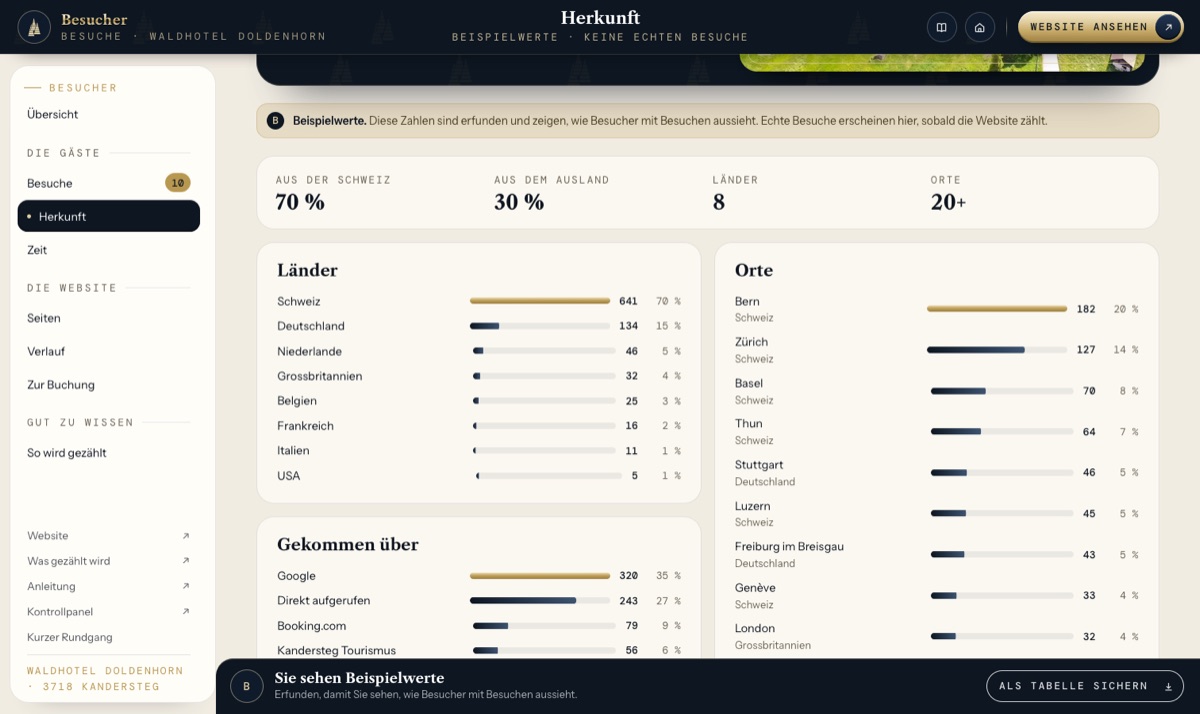 Besucher
BESUCHE · WALDHOTEL DOLDENHORN
Herkunft
BEISPIELWERTE · KEINE ECHTEN BESUCHE
WEBSITE ANSEHEN
BESUCHER
Übersicht
DIE GÄSTE
Besuche 10
Herkunft
Zeit
DIE WEBSITE
Seiten
Verlauf
Zur Buchung
GUT ZU WISSEN
So wird gezählt
Website
Was gezählt wird
Anleitung
Kontrollpanel
Kurzer Rundgang
WALDHOTEL DOLDENHORN
· 3718 KANDERSTEG
B Beispielwerte. Diese Zahlen sind erfunden und zeigen, wie Besucher mit Besuchen aussieht. Echte Besuche erscheinen hier, sobald die Website zählt.
AUS DER SCHWEIZ
70 %
AUS DEM AUSLAND
30 %
LÄNDER
8
ORTE
20+
Länder
Schweiz 641 70 %
Deutschland 134 15 %
Niederlande 46 5 %
Grossbritannien 32 4 %
Belgien 25 3 %
Frankreich 16 2 %
Italien 11 1 %
USA 5 1 %
Gekommen über
Google 320 35 %
Direkt aufgerufen 243 27 %
Booking.com 79 9 %
Kandersteg Tourismus 56 6 %
Orte
Bern 182 20 %
Schweiz
Zürich 127 14 %
Schweiz
Basel 70 8 %
Schweiz
Thun 64 7 %
Schweiz
Stuttgart 46 5 %
Deutschland
Luzern 45 5 %
Schweiz
Freiburg im Breisgau 43 5 %
Deutschland
Genève 33 4 %
Schweiz
London 32 4 %
Grossbritannien
B
Sie sehen Beispielwerte
Erfunden, damit Sie sehen, wie Besucher mit Besuchen aussieht.
ALS TABELLE SICHERN